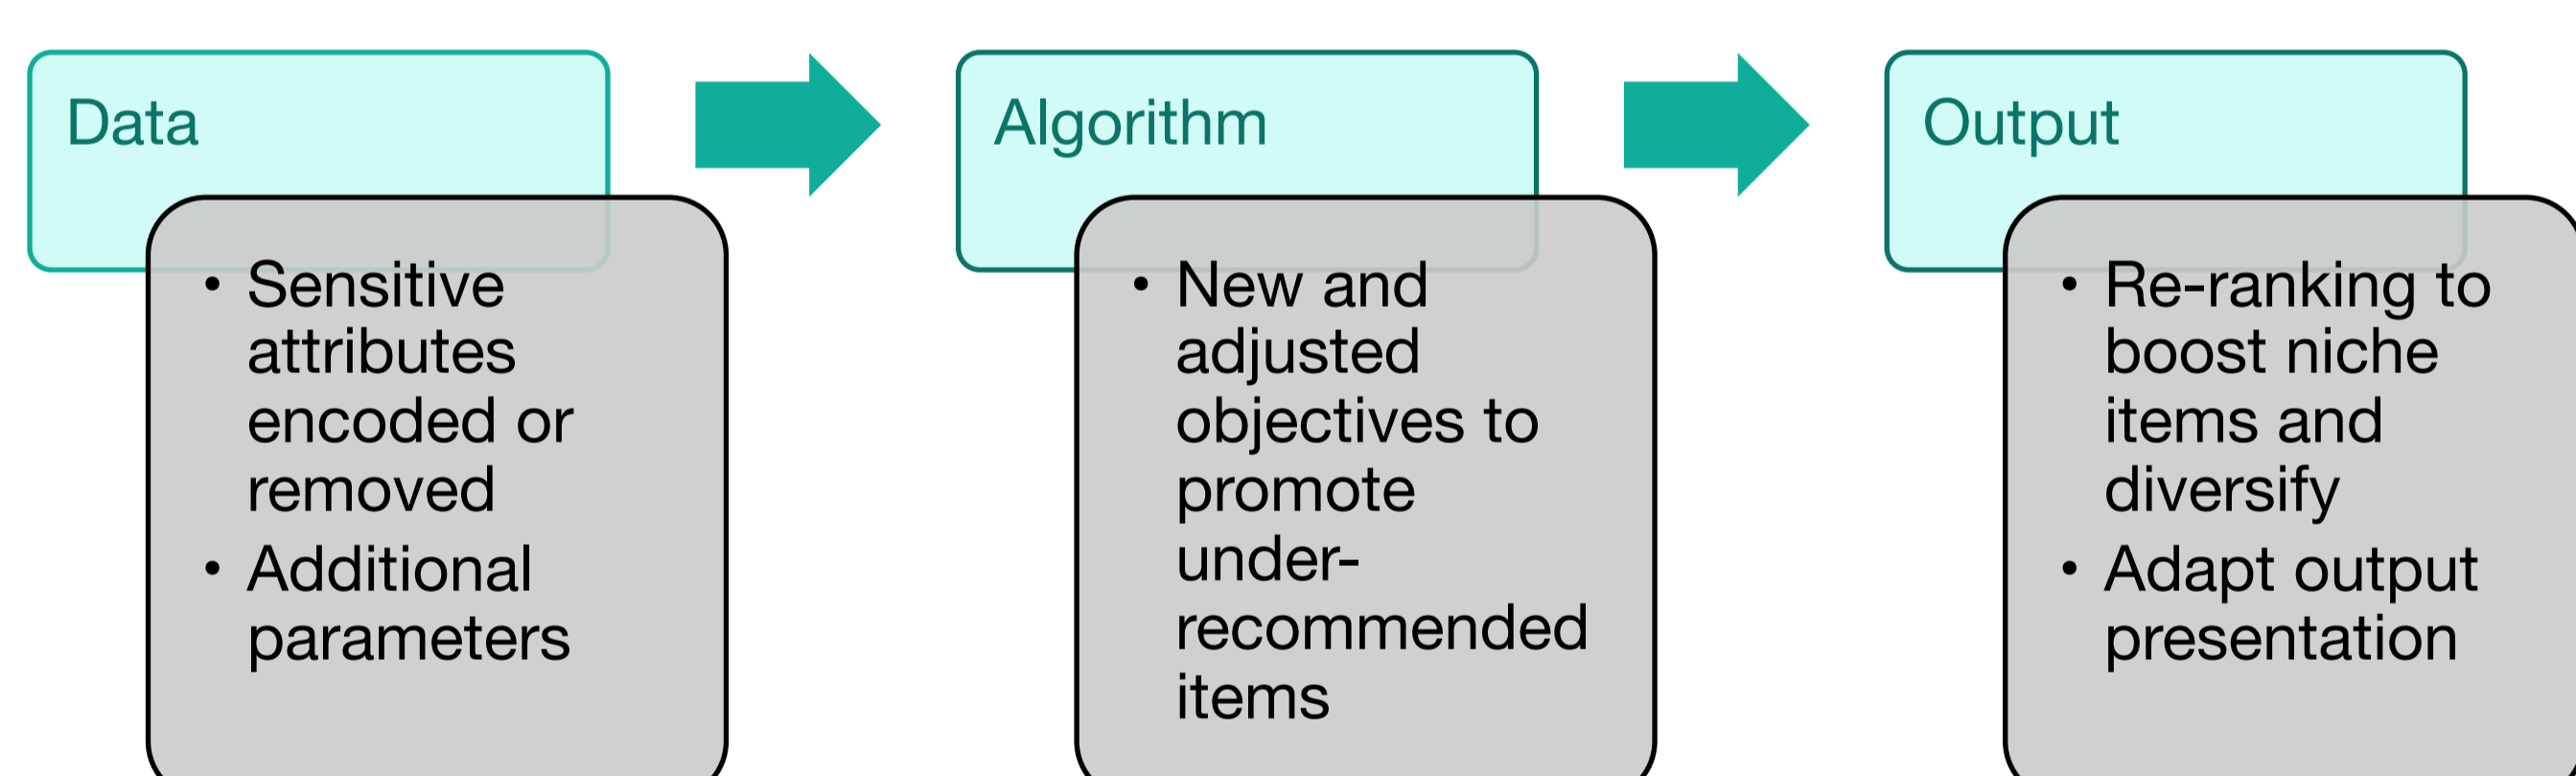 Data
• Sensitive
attributes
encoded or
removed
• Additional
parameters
Algorithm
• New and
adjusted
objectives to
promote
under-
recommended
items
Output
• Re-ranking to
boost niche
items and
diversify
• Adapt output
presentation